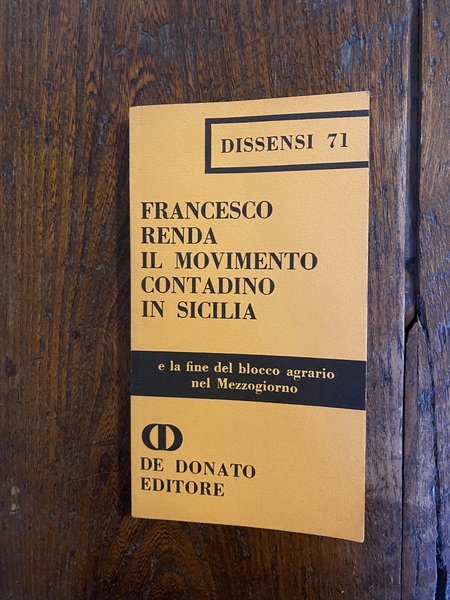 DISSENSI 71
FRANCESCO
RENDA
IL MOVIMENTO
CONTADINO
IN SICILIA
e la fine del blocco agrario
nel Mezzogiorno
DE DONATO
EDITORE